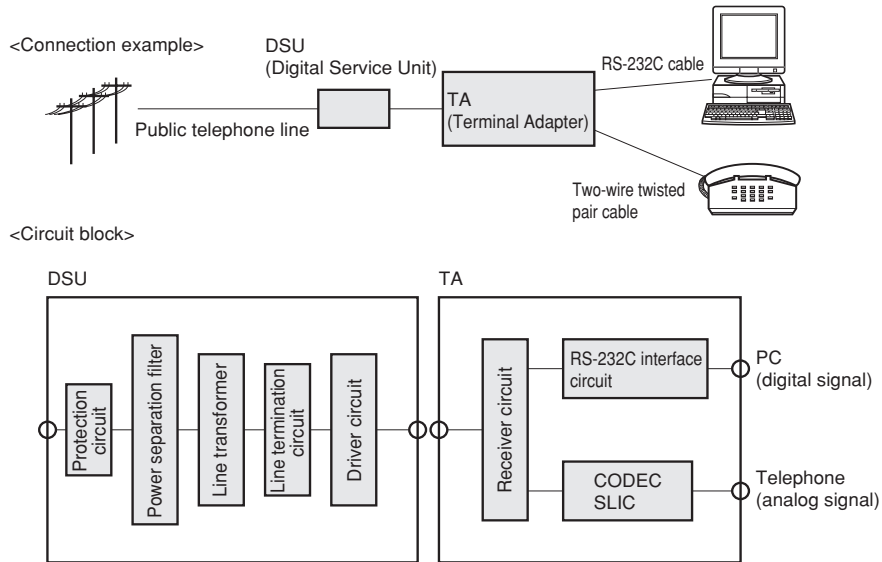 <Connection example>
DSU
(Digital Service Unit)
Public telephone line
TA
(Terminal Adapter)
RS-232C cable
Two-wire twisted
pair cable
<Circuit block>
DSU
Protection
circuit
Power separation filter
Line transformer
Line termination
circuit
Driver circuit
TA
Receiver circuit
RS-232C interface
circuit
CODEC
SLIC
PC
(digital signal)
Telephone
(analog signal)